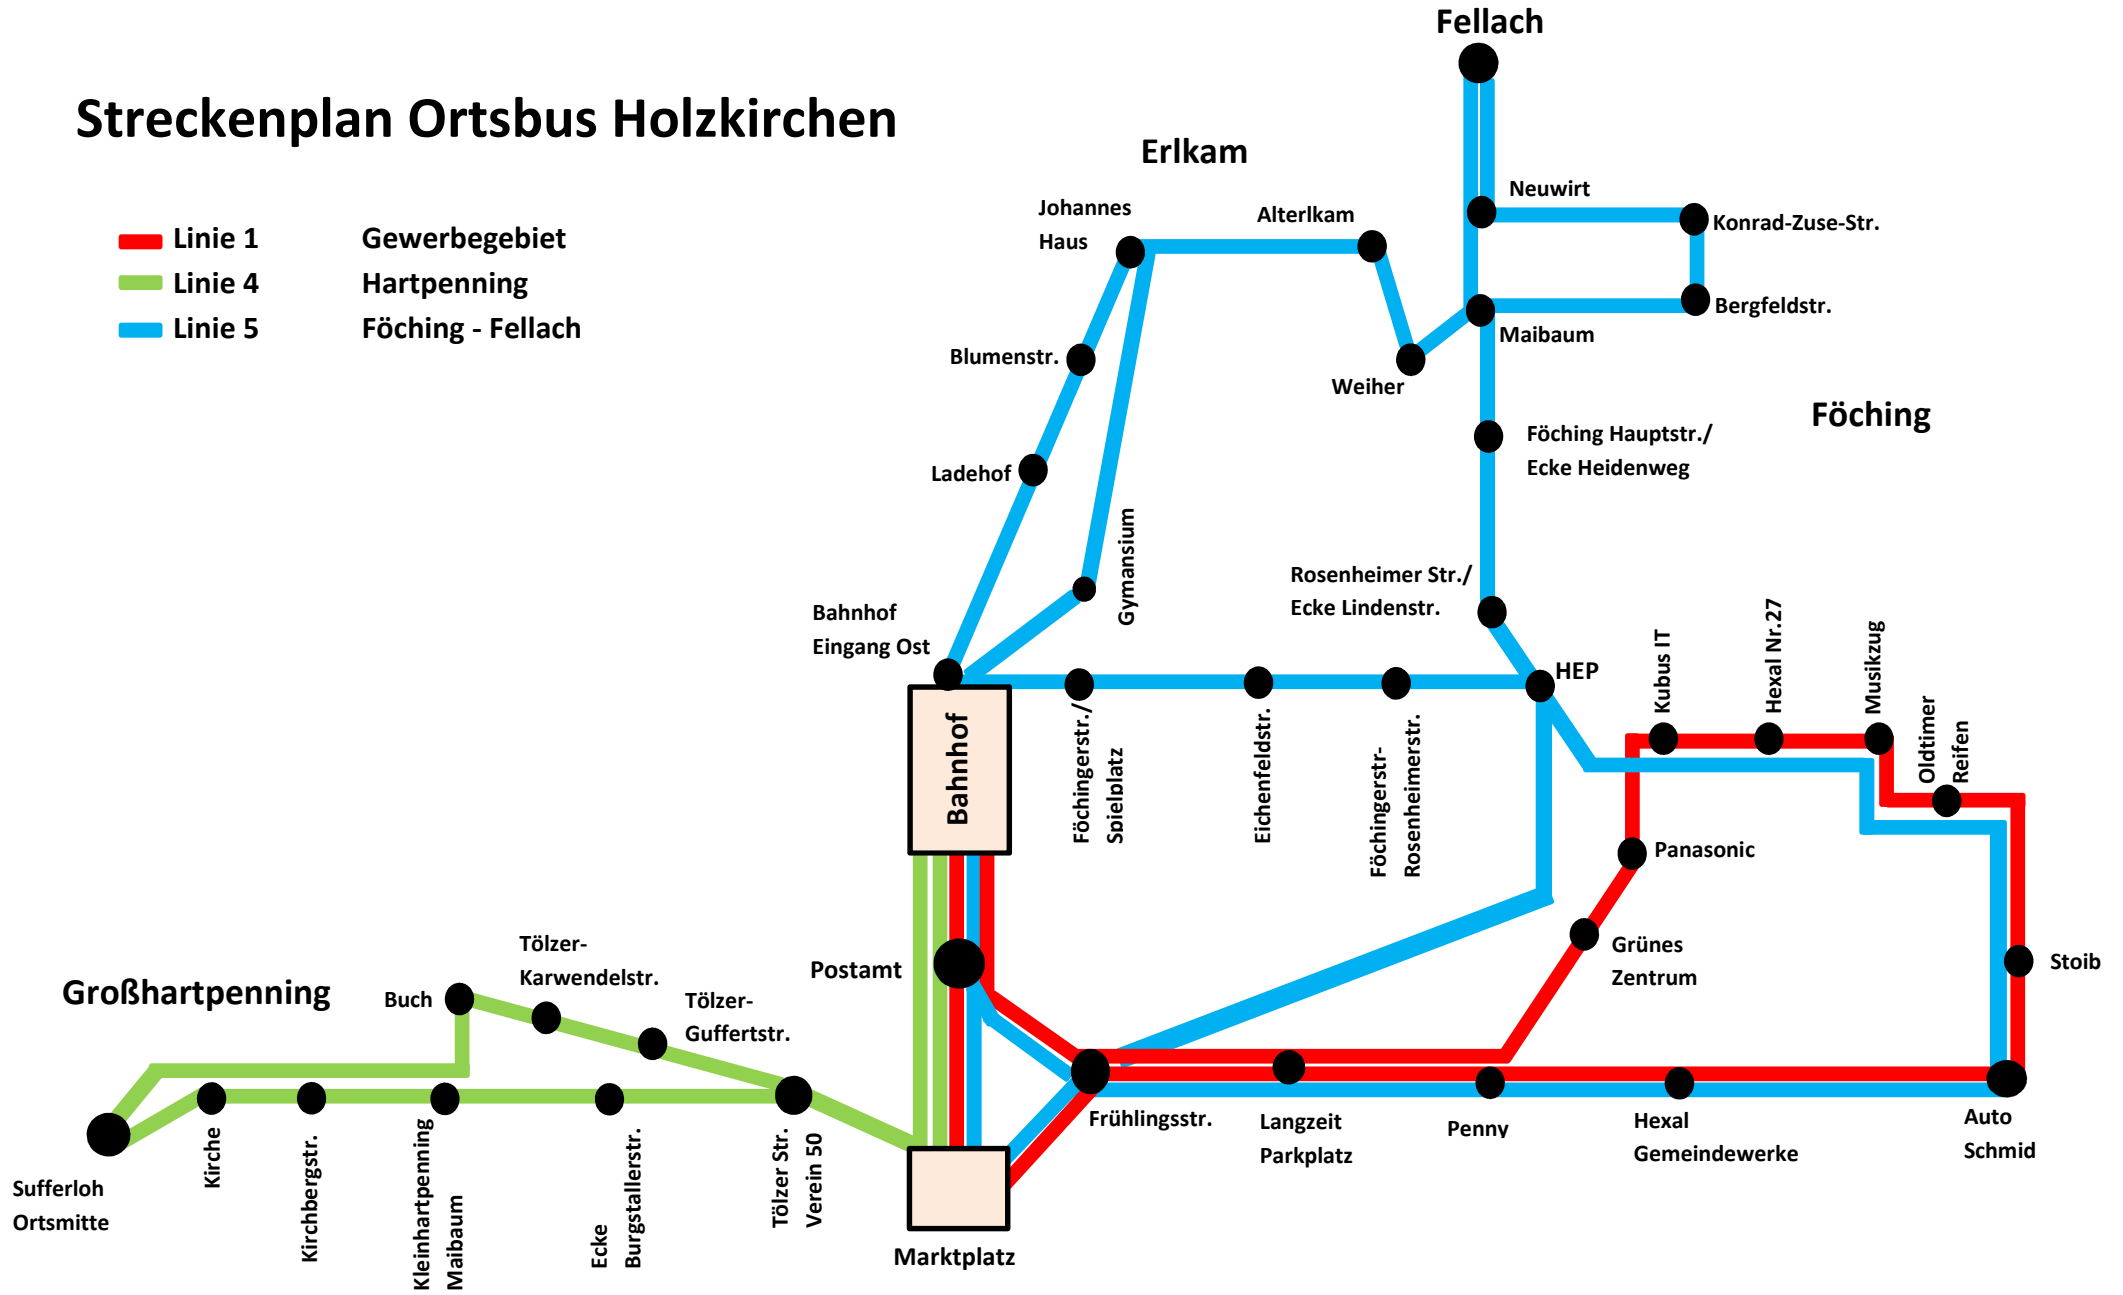 Fellach
Streckenplan Ortsbus Holzkirchen
Erlkam
Linie 1 Gewerbegebiet
Linie 4 Hartpenning
Linie 5 Föching - Fellach
Johannes
Haus
Alterlkam
Neuwirt
Konrad-Zuse-Str.
Bergfeldstr.
Maibaum
Blumenstr.
Weiher
Föching
Föching Hauptstr./
Ecke Heidenweg
Ladehof
Gymansium
Rosenheimer Str./
Ecke Lindenstr.
Bahnhof
Eingang Ost
HEP
Kubus IT
Hexal Nr.27
Musikzug
Oldtimer
Reifen
Bahnhof
Föchingerstr./
Spielplatz
Eichenfeldstr.
Föchingerstr-
Rosenheimerstr.
Panasonic
Grünes
Zentrum
Stoib
Postamt
Tölzer-
Karwendelstr.
Großhartpenning
Buch
Tölzer-
Guffertstr.
Frühlingsstr.
Langzeit
Parkplatz
Penny
Hexal
Gemeindewerke
Auto
Schmid
Sufferloh
Ortsmitte
Kirche
Kirchbergstr.
Kleinhartpenning
Maibaum
Ecke
Burgstallerstr.
Tölzer Str.
Verein 50
Marktplatz